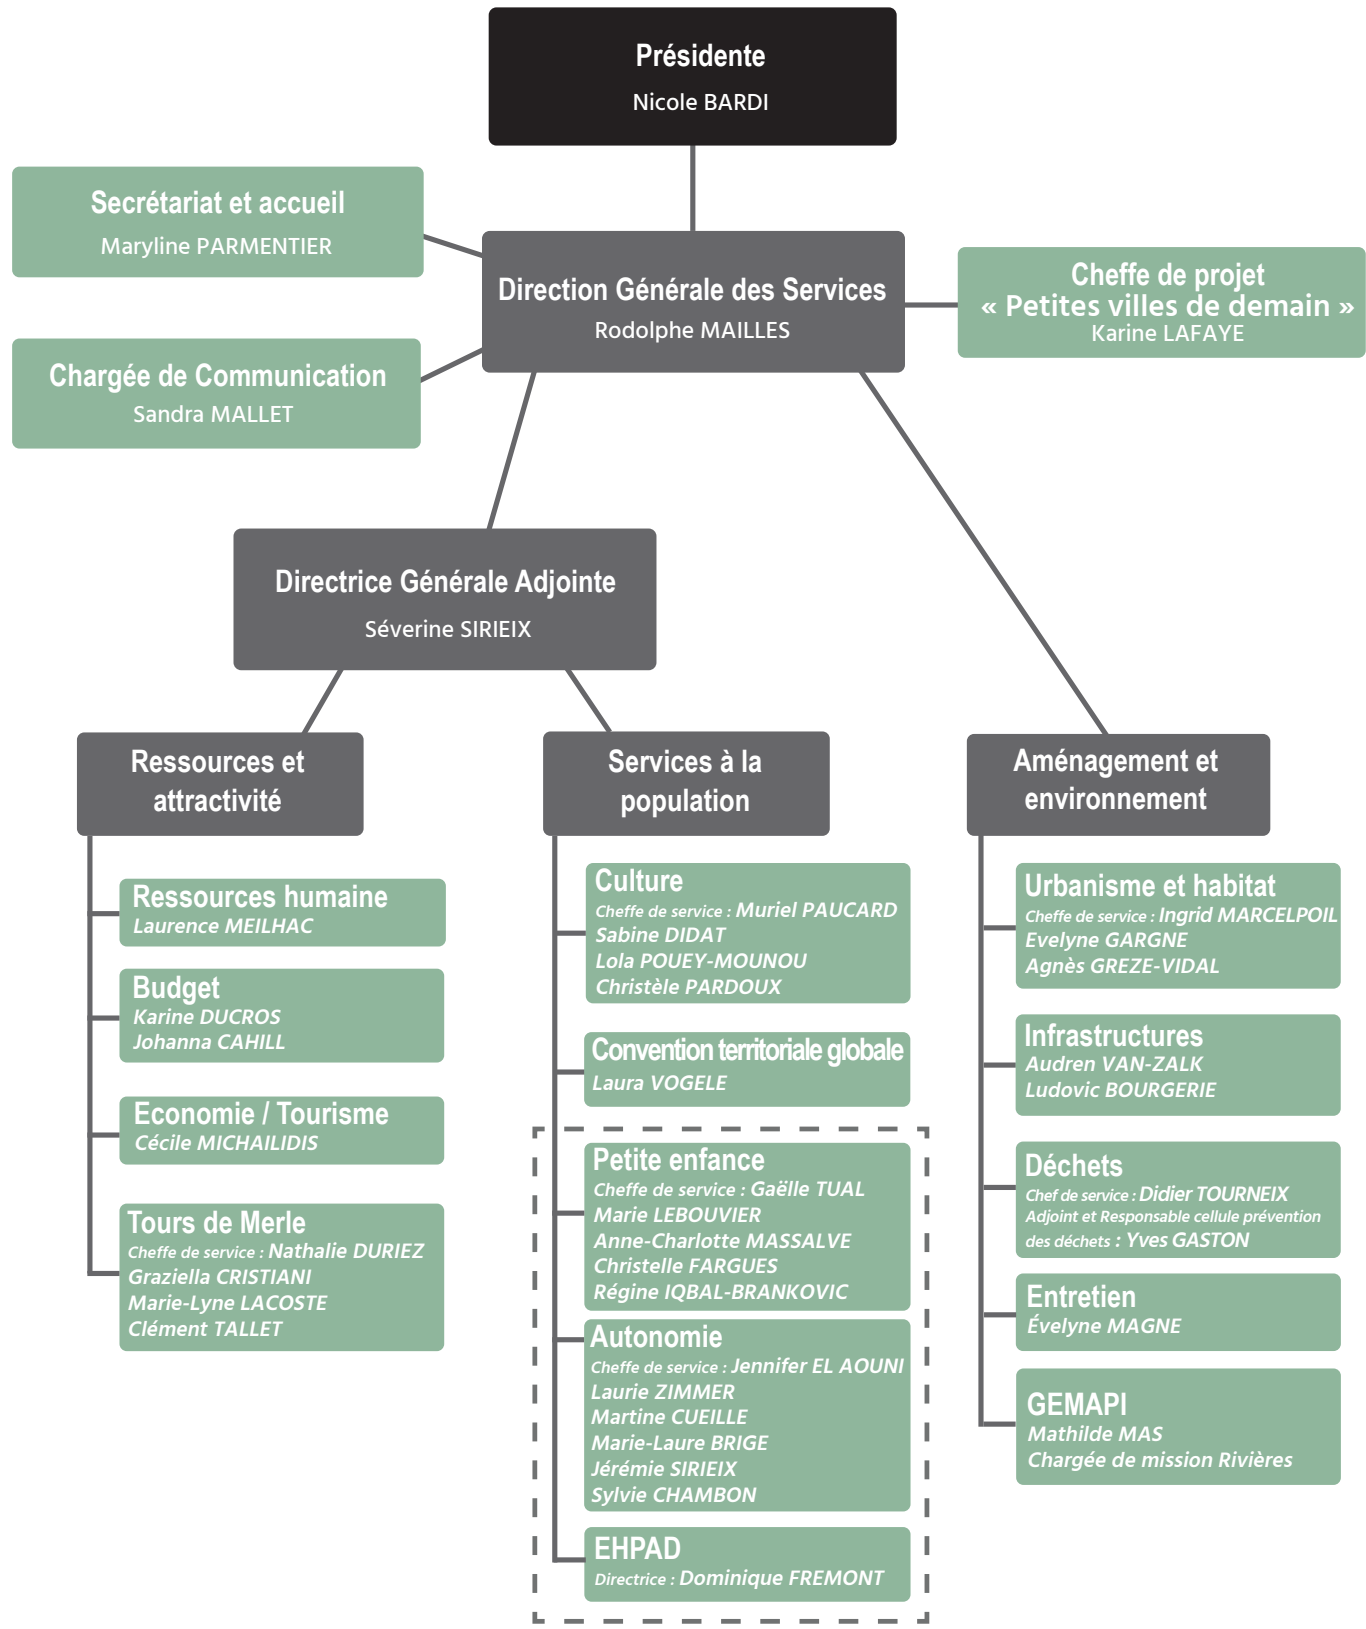 Présidente
Nicole BARDI
Secrétariat et accueil
Maryline PARMENTIER
Direction Générale des Services
Rodolphe MAILLES
Cheffe de projet
« Petites villes de demain »
Karine LAFAYE
Chargée de Communication
Sandra MALLET
Directrice Générale Adjointe
Séverine SIRIEIX
Ressources et
attractivité
Ressources humaine
Laurence MEILHAC
Budget
Karine DUCROS
Johanna CAHILL
Economie / Tourisme
Cécile MICHAILIDIS
Tours de Merle
Cheffe de service : Nathalie DURIEZ
Graziella CRISTIANI
Marie-Lyne LACOSTE
Clément TALLET
Services à la
population
Culture
Cheffe de service : Muriel PAUCARD
Sabine DIDAT
Lola POUEY-MOUNOU
Christèle PARDOUX
Convention territoriale globale
Laura VOGELE
Petite enfance
Cheffe de service : Gaëlle TUAL
Marie LEBOUVIER
Anne-Charlotte MASSALVE
Christelle FARGUES
Régine IQBAL-BRANKOVIC
Autonomie
Cheffe de service : Jennifer EL AOUNI
Laurie ZIMMER
Martine CUEILLE
Marie-Laure BRIGE
Jérémie SIRIEIX
Sylvie CHAMBON
EHPAD
Directrice : Dominique FREMONT
Aménagement et
environnement
Urbanisme et habitat
Cheffe de service : Ingrid MARCELPOIL
Evelyne GARGNE
Agnès GREZE-VIDAL
Infrastructures
Audren VAN-ZALK
Ludovic BOURGERIE
Déchets
Chef de service : Didier TOURNEIX
Adjoint et Responsable cellule prévention
des déchets : Yves GASTON
Entretien
Évelyne MAGNE
GEMAPI
Mathilde MAS
Chargée de mission Rivières